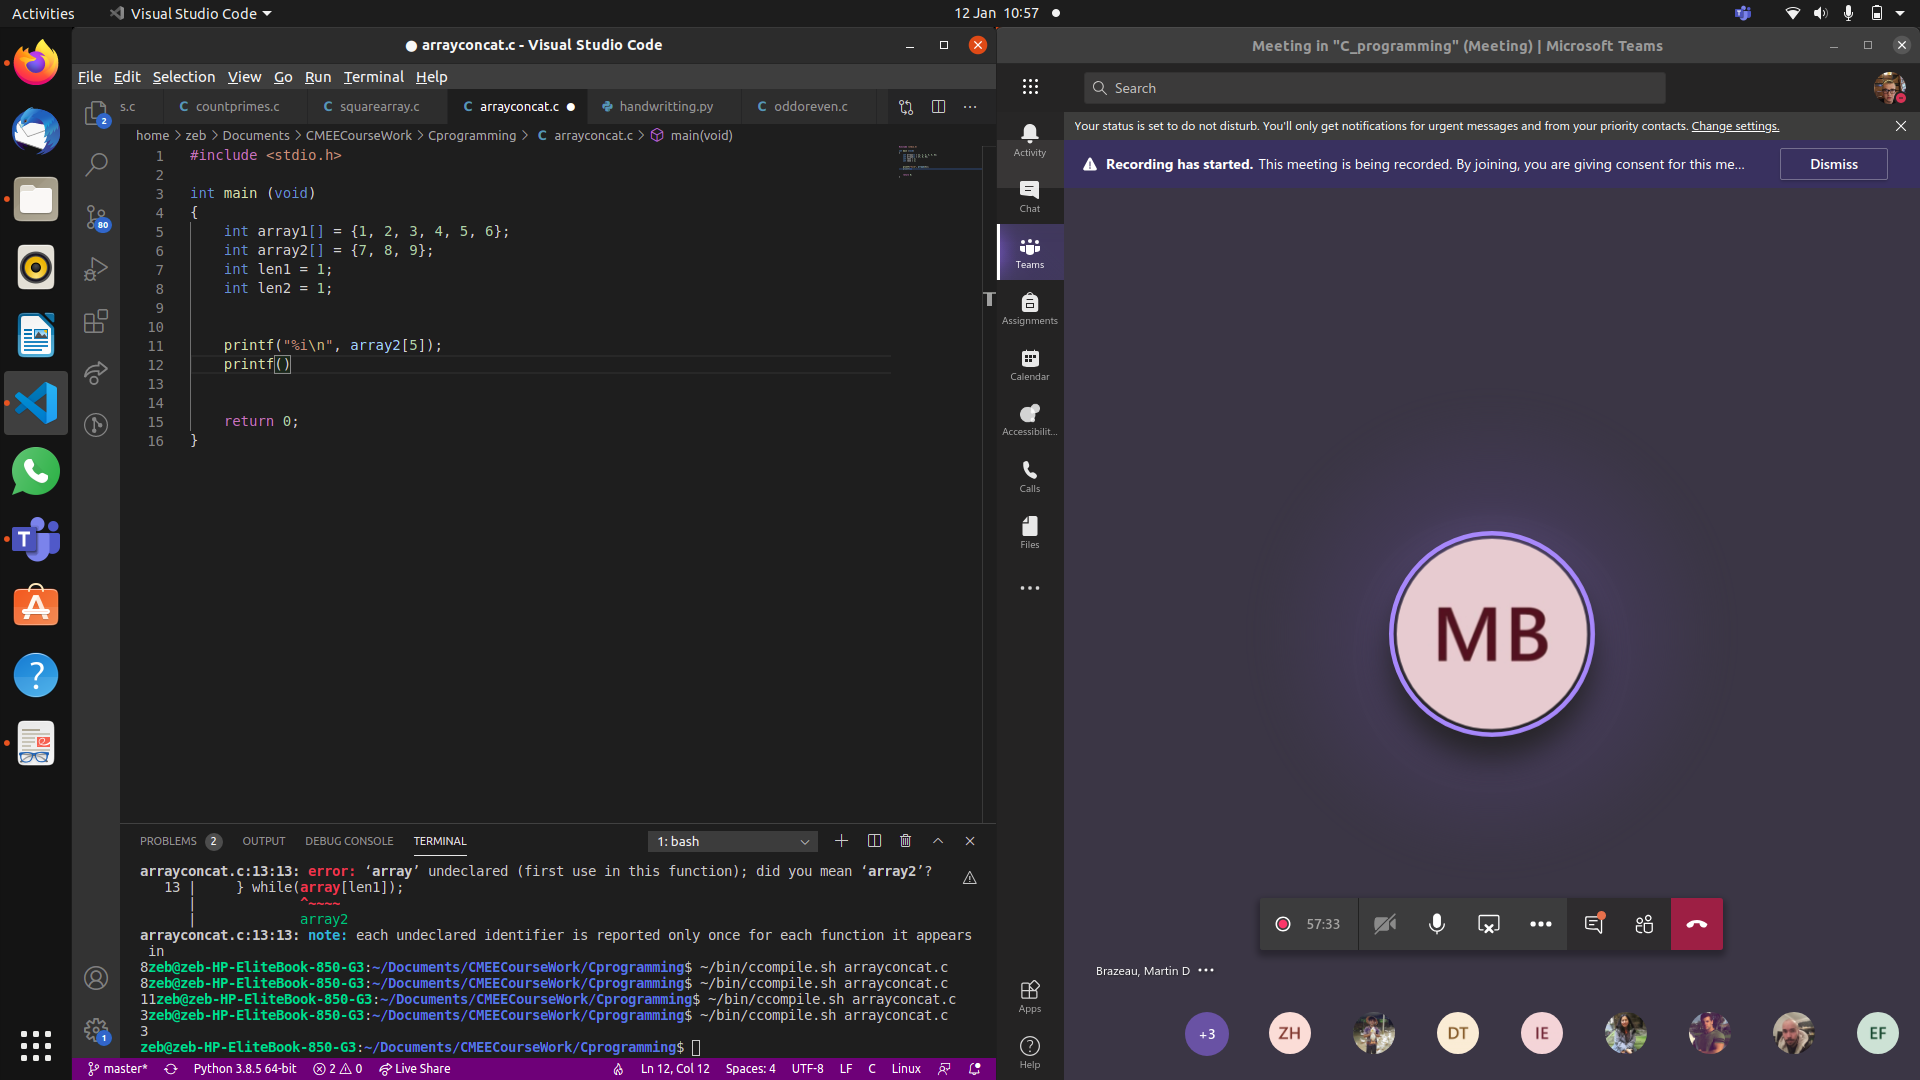 Activities
Visual Studio Code
12 Jan 10:57
arrayconcat.c - Visual Studio Code
File Edit Selection View Go Run Terminal Help
s.c
countprimes.c
squarearray.c
arrayconcat.c
handwritting.py
oddoreven.c
home > zeb > Documents > CMEECourseWork > Cprogramming > C arrayconcat.c > main(void)
1 #include <stdio.h>
2
3 int main (void)
4 {
5 int array1[] = {1, 2, 3, 4, 5, 6};
6 int array2[] = {7, 8, 9};
7 int len1 = 1;
8 int len2 = 1;
9
10
11 printf("%i\n", array2[5]);
12 printf()
13
14
15 return 0;
16 }
2
80
1
PROBLEMS 2 OUTPUT DEBUG CONSOLE TERMINAL
1: bash
arrayconcat.c:13:13: error: ‘array’ undeclared (first use in this function); did you mean ‘array2’?
13 | } while(array[len1]);
| ^~~~~
| array2
arrayconcat.c:13:13: note: each undeclared identifier is reported only once for each function it appears
in
8zeb@zeb-HP-EliteBook-850-G3:~/Documents/CMEECourseWork/Cprogramming$ ~/bin/ccompile.sh arrayconcat.c
8zeb@zeb-HP-EliteBook-850-G3:~/Documents/CMEECourseWork/Cprogramming$ ~/bin/ccompile.sh arrayconcat.c
11zeb@zeb-HP-EliteBook-850-G3:~/Documents/CMEECourseWork/Cprogramming$ ~/bin/ccompile.sh arrayconcat.c
3zeb@zeb-HP-EliteBook-850-G3:~/Documents/CMEECourseWork/Cprogramming$ ~/bin/ccompile.sh arrayconcat.c
3
zeb@zeb-HP-EliteBook-850-G3:~/Documents/CMEECourseWork/Cprogramming$
master* Python 3.8.5 64-bit 2 0 Live Share Ln 12, Col 12 Spaces: 4 UTF-8 LF C Linux
Meeting in "C_programming" (Meeting) | Microsoft Teams
Search
Your status is set to do not disturb. You'll only get notifications for urgent messages and from your priority contacts. Change settings.
Recording has started. This meeting is being recorded. By joining, you are giving consent for this me...
Dismiss
Activity
Chat
Teams
Assignments
Calendar
Accessibilit...
Calls
Files
Apps
Help
MB
57:33
Brazeau, Martin D
+3
ZH
DT
IE
EF